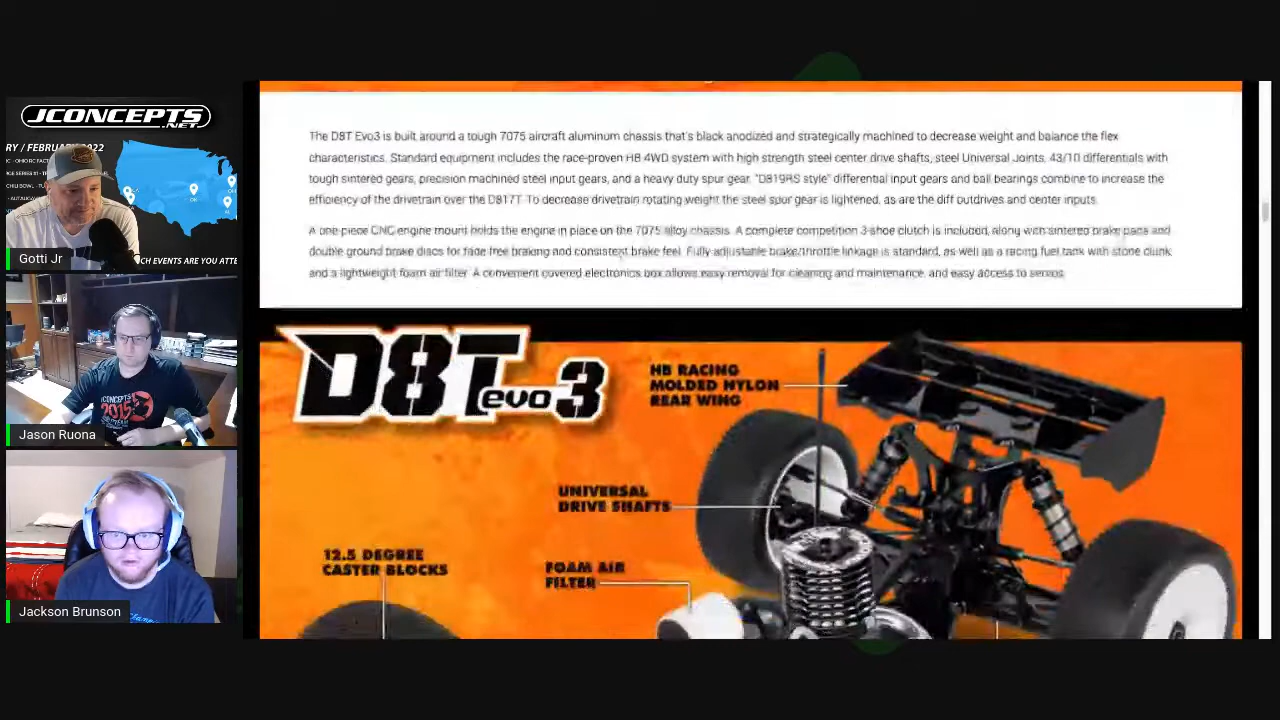 JCONCEPTS
.NET
RY / FEBRUARY 2022
Gotti Jr
CH EVENTS ARE YOU ATTE
Jason Ruona
JCONCEPTS
2015
Jackson Brunson
The D8T Evo3 is built around a tough 7075 aircraft aluminum chassis that's black anodized and strategically machined to decrease weight and balance the flex
characteristics. Standard equipment includes the race-proven HB 4WD system with high strength steel center drive shafts, steel Universal Joints, 43/10 differentials with
tough sintered gears, precision machined steel input gears, and a heavy duty spur gear. "D819RS style" differential input gears and ball bearings combine to increase the
efficiency of the drivetrain over the D817T. To decrease drivetrain rotating weight the steel spur gear is lightened, as are the diff outdrives and center inputs.
A one-piece CNC engine mount holds the engine in place on the 7075 alloy chassis. A complete competition 3-shoe clutch is included, along with sintered brake pads and
double ground brake discs for fade free braking and consistent brake feel. Fully adjustable brake/throttle linkage is standard, as well as a racing fuel tank with stone clunk
and a lightweight foam air filter. A convenient covered electronics box allows easy removal for cleaning and maintenance, and easy access to servos.
D8T evo3
HB RACING
MOLDED NYLON
REAR WING
UNIVERSAL
DRIVE SHAFTS
12.5 DEGREE
CASTER BLOCKS
FOAM AIR
FILTER